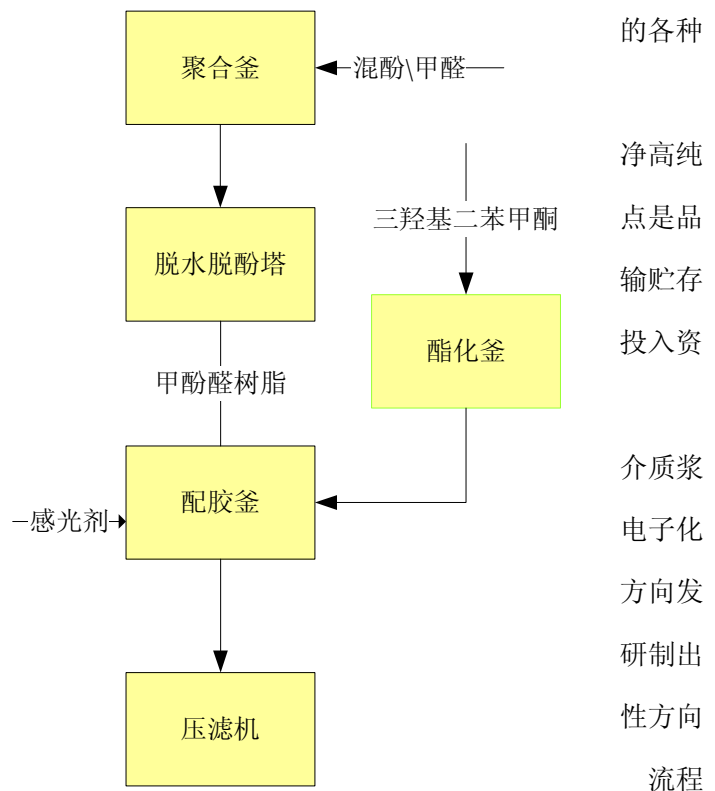 聚合釜
混酚\甲醛
脱水脱酚塔
三羟基二苯甲酮
酯化釜
甲酚醛树脂
配胶釜
感光剂
压滤机
的各种
净高纯
点是品
输贮存
投入资
介质浆
电子化
方向发
研制出
性方向
流程